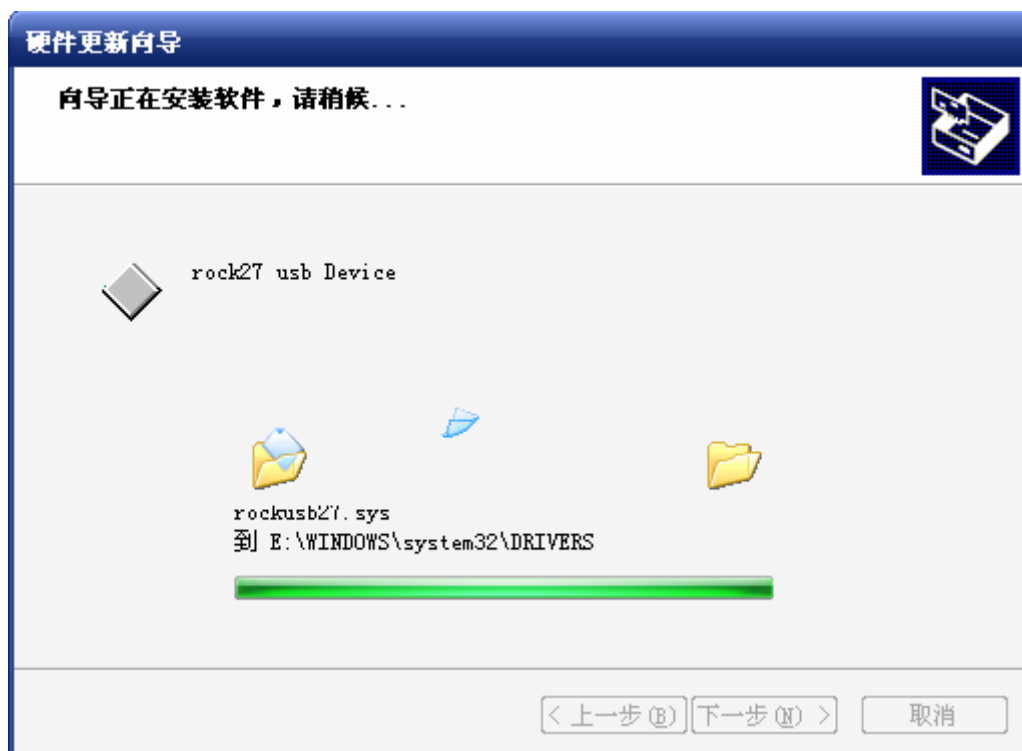 硬件更新向导
向导正在安装软件，请稍候...
rock27 usb Device
rockusb27.sys
到 E:\WINDOWS\system32\DRIVERS
< 上一步(B) 下一步(N) > 取消